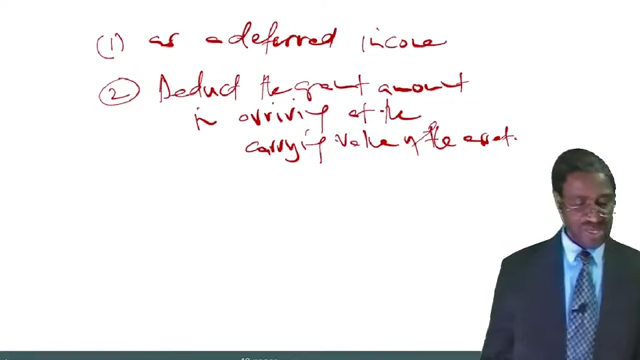 (1) as a deferred income
(2) Deduct the grant amount
in arriving at the
carrying value of the asset.